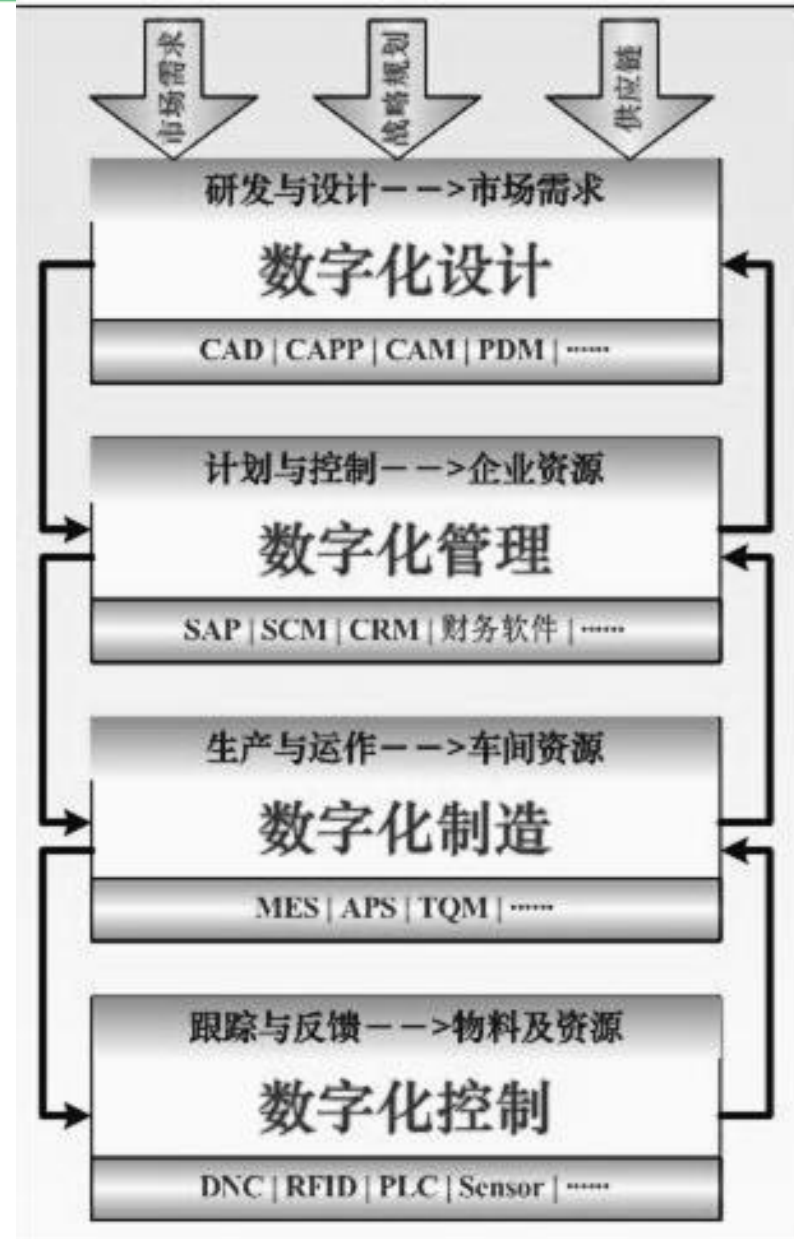 市场需求
战略规划
供应链
研发与设计－－>市场需求
数字化设计
CAD | CAPP | CAM | PDM | ······
计划与控制－－>企业资源
数字化管理
SAP | SCM | CRM | 财务软件 | ······
生产与运作－－>车间资源
数字化制造
MES | APS | TQM | ······
跟踪与反馈－－>物料及资源
数字化控制
DNC | RFID | PLC | Sensor | ······